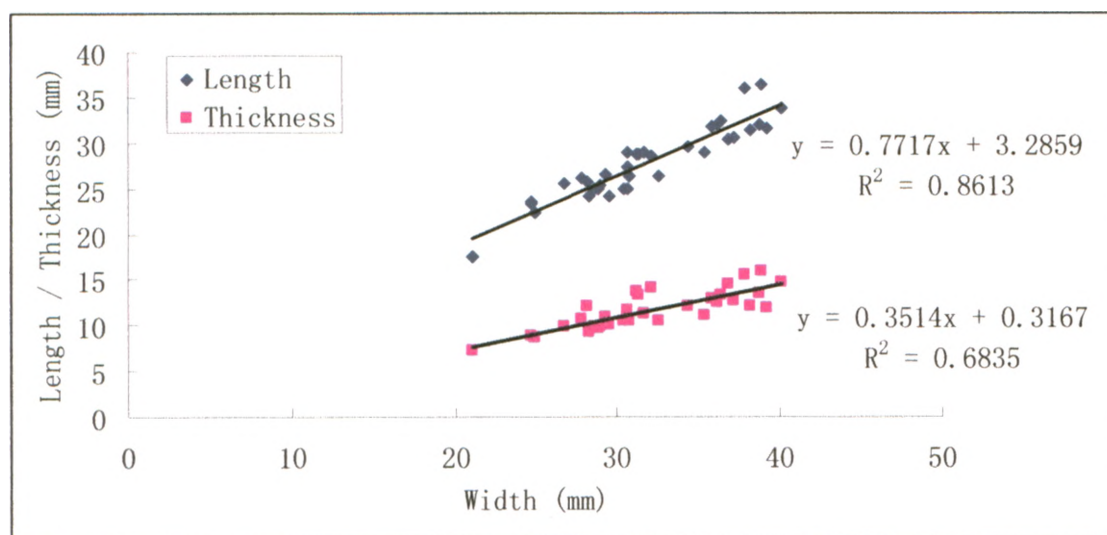 Length / Thickness (mm)
40
35
30
25
20
15
10
5
0
Length
Thickness
y = 0.7717x + 3.2859
R² = 0.8613
y = 0.3514x + 0.3167
R² = 0.6835
0 10 20 30 40 50
Width (mm)